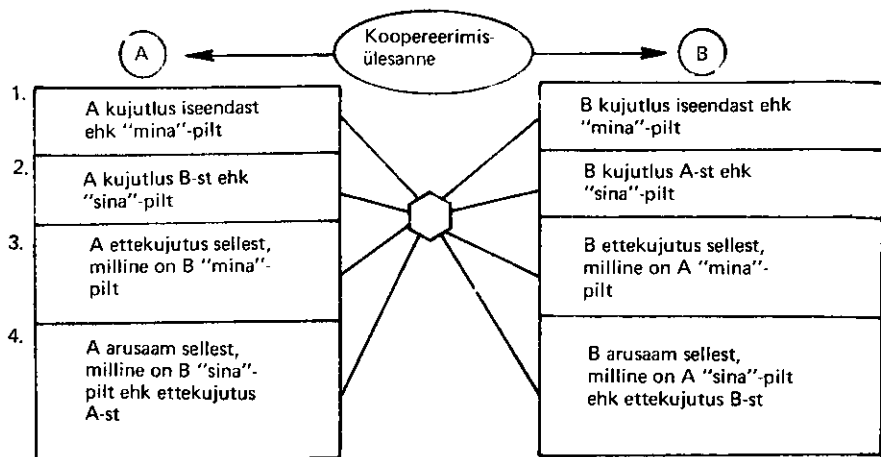 Koopereerimis-
ülesanne
A
B
1.
A kujutlus iseendast
ehk "mina"-pilt
2.
A kujutlus B-st ehk
"sina"-pilt
3.
A ettekujutus sellest,
milline on B "mina"-
pilt
4.
A arusaam sellest,
milline on B "sina"-
pilt ehk ettekujutus
A-st
B kujutlus iseendast ehk
"mina"-pilt
B kujutlus A-st ehk
"sina"-pilt
B ettekujutus sellest,
milline on A "mina"-
pilt
B arusaam sellest,
milline on A "sina"-pilt
ehk ettekujutus B-st